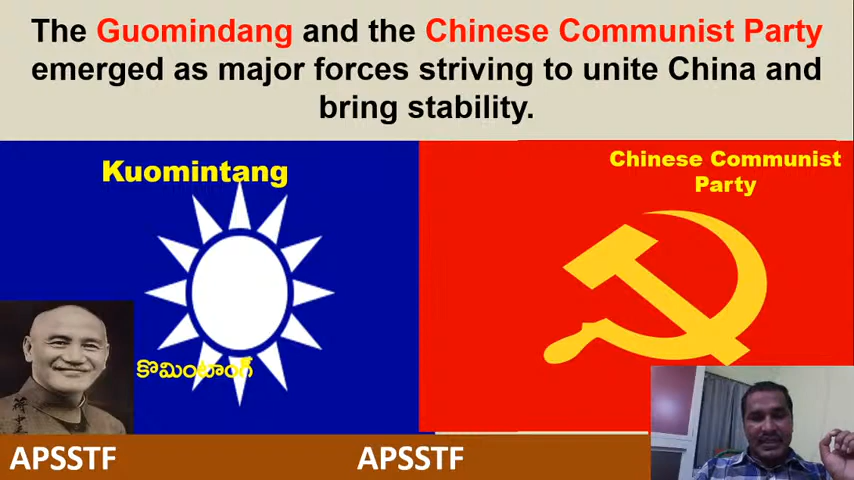 The Guomindang and the Chinese Communist Party
emerged as major forces striving to unite China and
bring stability.
Kuomintang
Chinese Communist
Party
కొమింటాంగ్
APSSTF
APSSTF